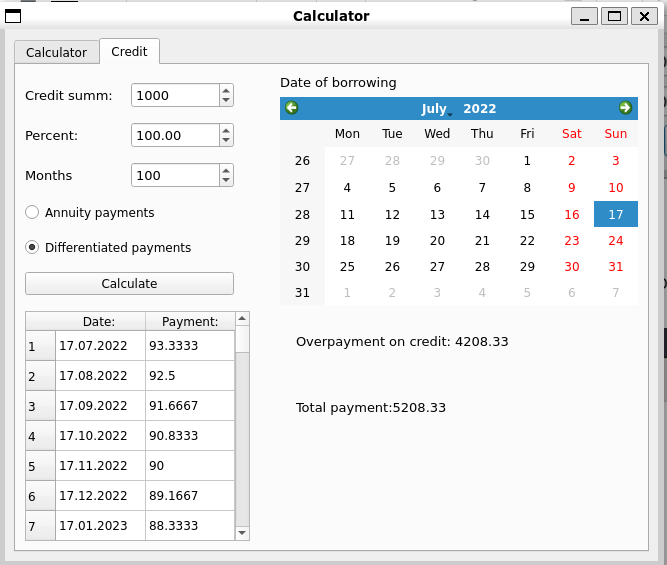 Calculator
Calculator Credit
Credit summ: 1000
Percent: 100.00
Months 100
Annuity payments
Differentiated payments
Calculate
Date: Payment:
1 17.07.2022 93.3333
2 17.08.2022 92.5
3 17.09.2022 91.6667
4 17.10.2022 90.8333
5 17.11.2022 90
6 17.12.2022 89.1667
7 17.01.2023 88.3333
Date of borrowing
July 2022
Mon Tue Wed Thu Fri Sat Sun
26 27 28 29 30 1 2 3
27 4 5 6 7 8 9 10
28 11 12 13 14 15 16 17
29 18 19 20 21 22 23 24
30 25 26 27 28 29 30 31
31 1 2 3 4 5 6 7
Overpayment on credit: 4208.33
Total payment:5208.33